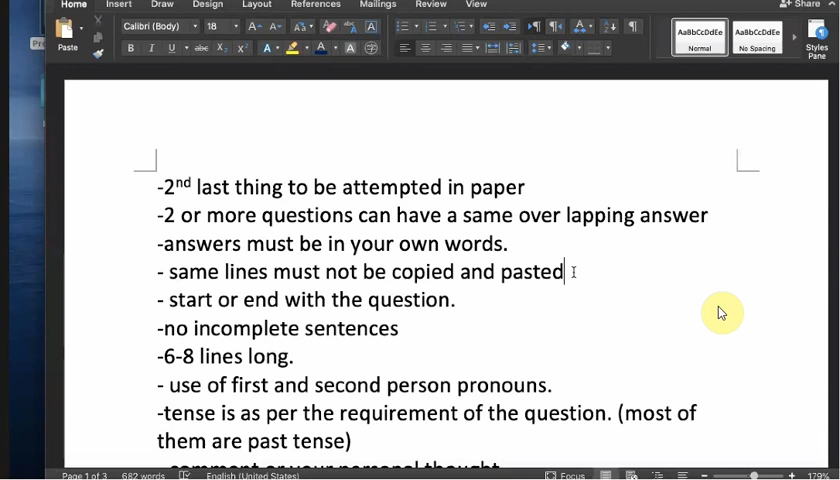 Home Insert Draw Design Layout References Mailings Review View Share
Calibri (Body) 18
Paste
AaBbCcDdEe AaBbCcDdEe
Normal No Spacing
Styles
Pane
-2nd last thing to be attempted in paper
-2 or more questions can have a same over lapping answer
-answers must be in your own words.
- same lines must not be copied and pasted
- start or end with the question.
-no incomplete sentences
-6-8 lines long.
- use of first and second person pronouns.
-tense is as per the requirement of the question. (most of
them are past tense)
- comment or your personal thought
Page 1 of 3 682 words English (United States) Focus 179%